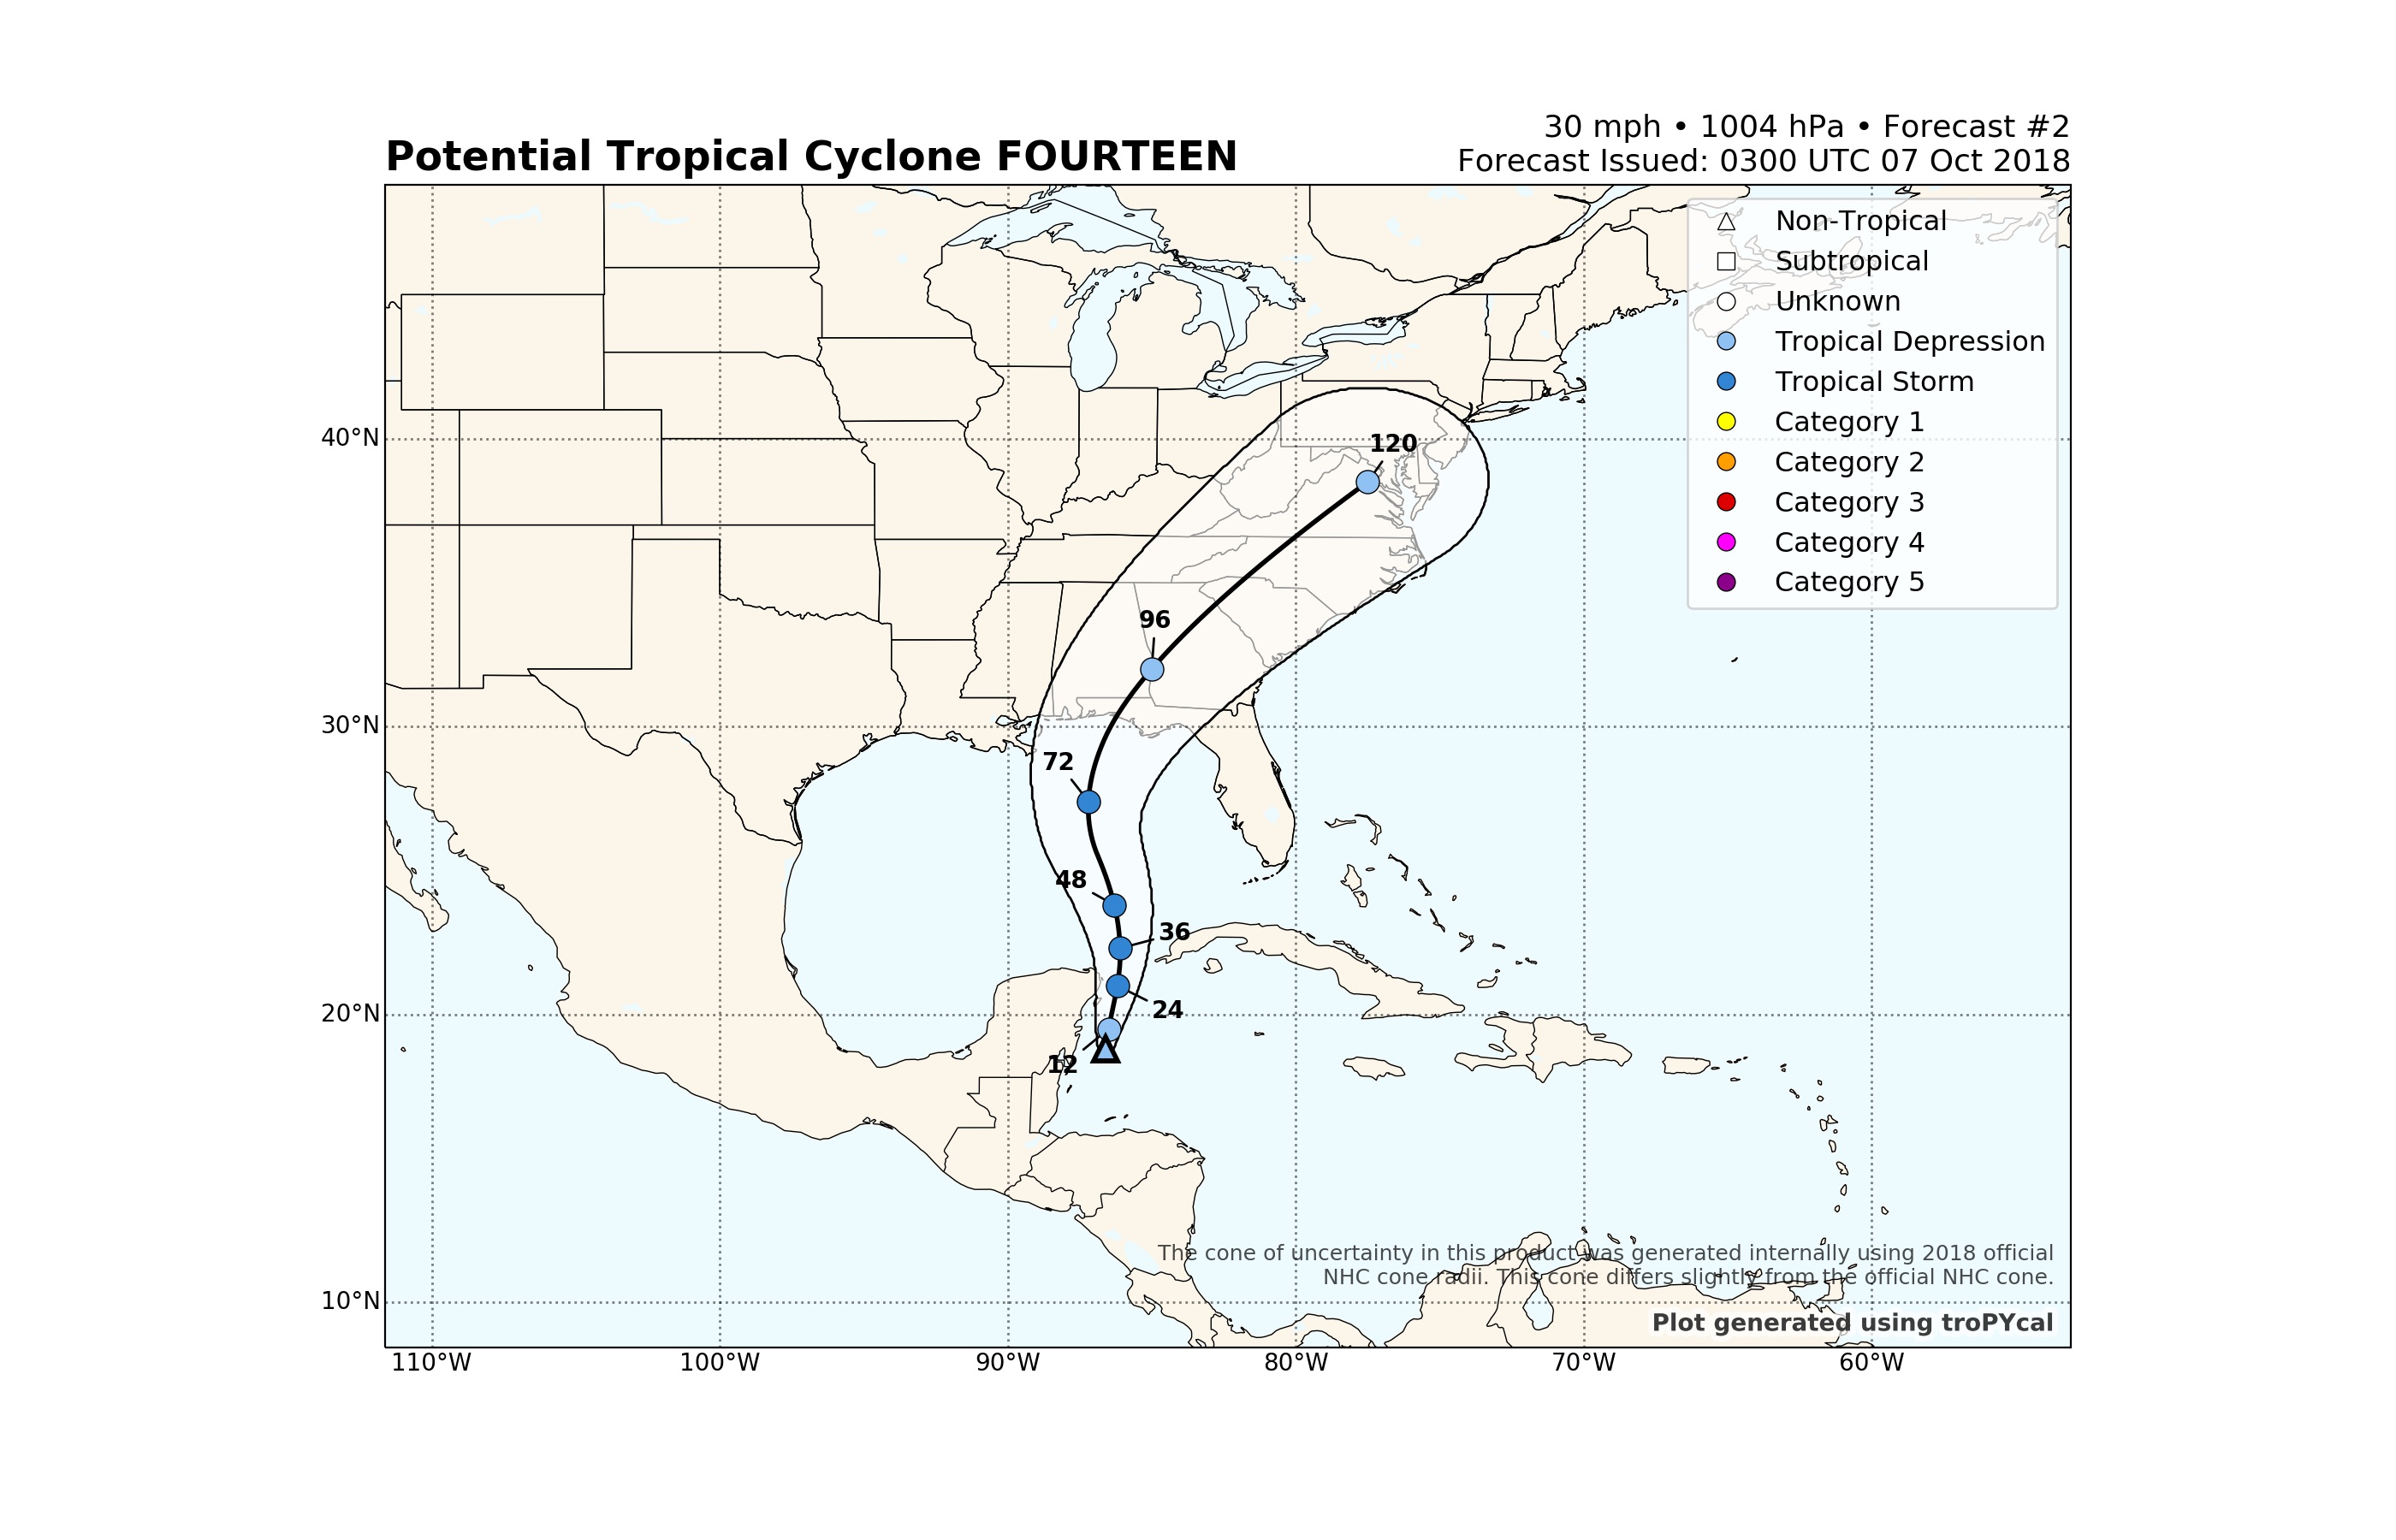 30 mph • 1004 hPa • Forecast #2
Potential Tropical Cyclone FOURTEEN
Forecast Issued: 0300 UTC 07 Oct 2018
Non-Tropical
Subtropical
Unknown
Tropical Depression
Tropical Storm
Category 1
Category 2
Category 3
Category 4
Category 5
40°N
120
96
30°N
72
48
36
20°N
24
12
The cone of uncertainty in this product was generated internally using 2018 official
NHC cone radii. This cone differs slightly from the official NHC cone.
10°N
Plot generated using troPYcal
110°W
100°W
90°W
80°W
70°W
60°W